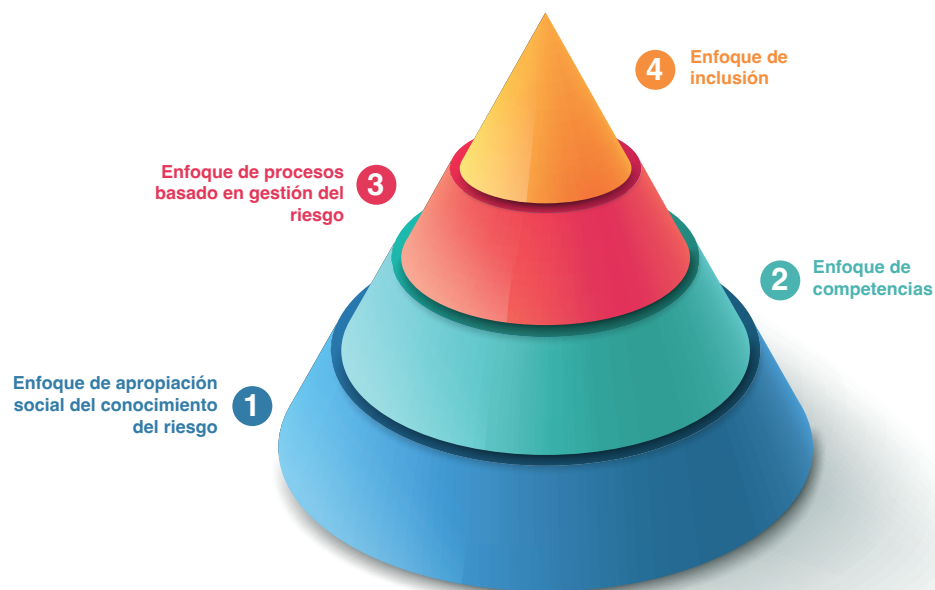 4
Enfoque de
inclusión
3
Enfoque de procesos
basado en gestión del
riesgo
2
Enfoque de
competencias
1
Enfoque de apropiación
social del conocimiento
del riesgo